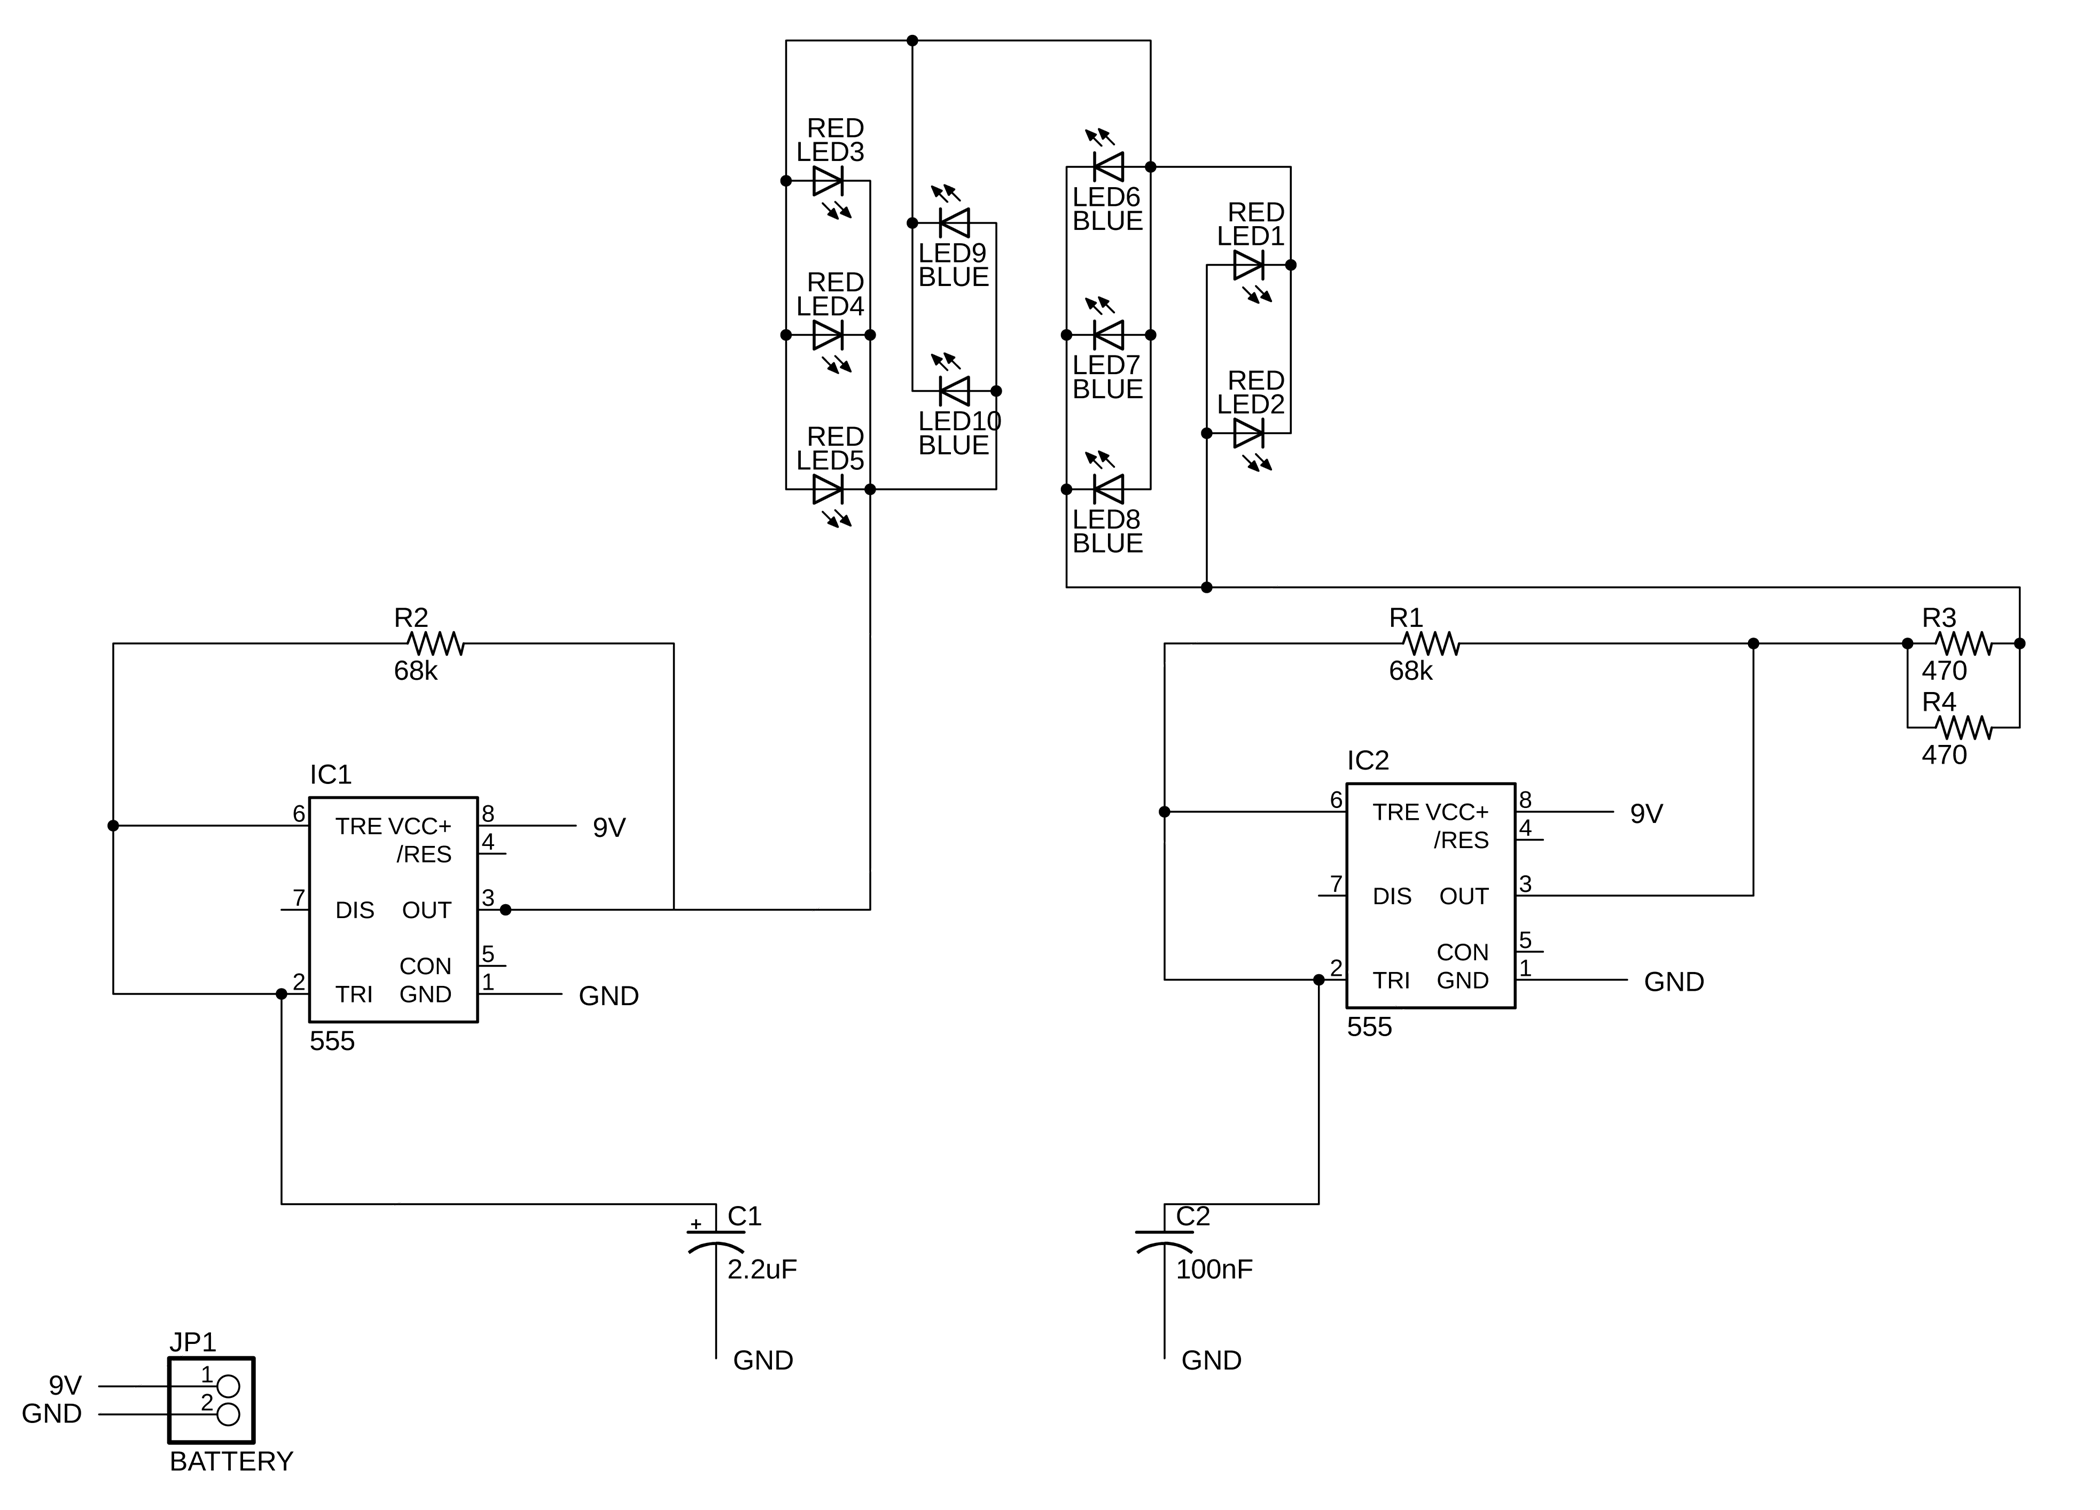 RED
LED3
RED
LED4
RED
LED5
LED9
BLUE
LED10
BLUE
LED6
BLUE
LED7
BLUE
LED8
BLUE
RED
LED1
RED
LED2
R2
68k
IC1
6 TRE VCC+ 8 9V
/RES 4
7 DIS OUT 3
CON 5
2 TRI GND 1 GND
555
R1
68k
R3
470
R4
470
IC2
6 TRE VCC+ 8 9V
/RES 4
7 DIS OUT 3
CON 5
2 TRI GND 1 GND
555
+ C1
2.2uF
GND
C2
100nF
GND
JP1
9V 1
GND 2
BATTERY